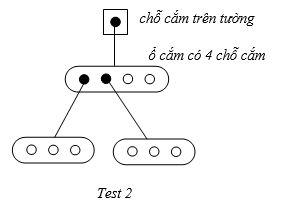 chỗ cắm trên tường
ổ cắm có 4 chỗ cắm
Test 2